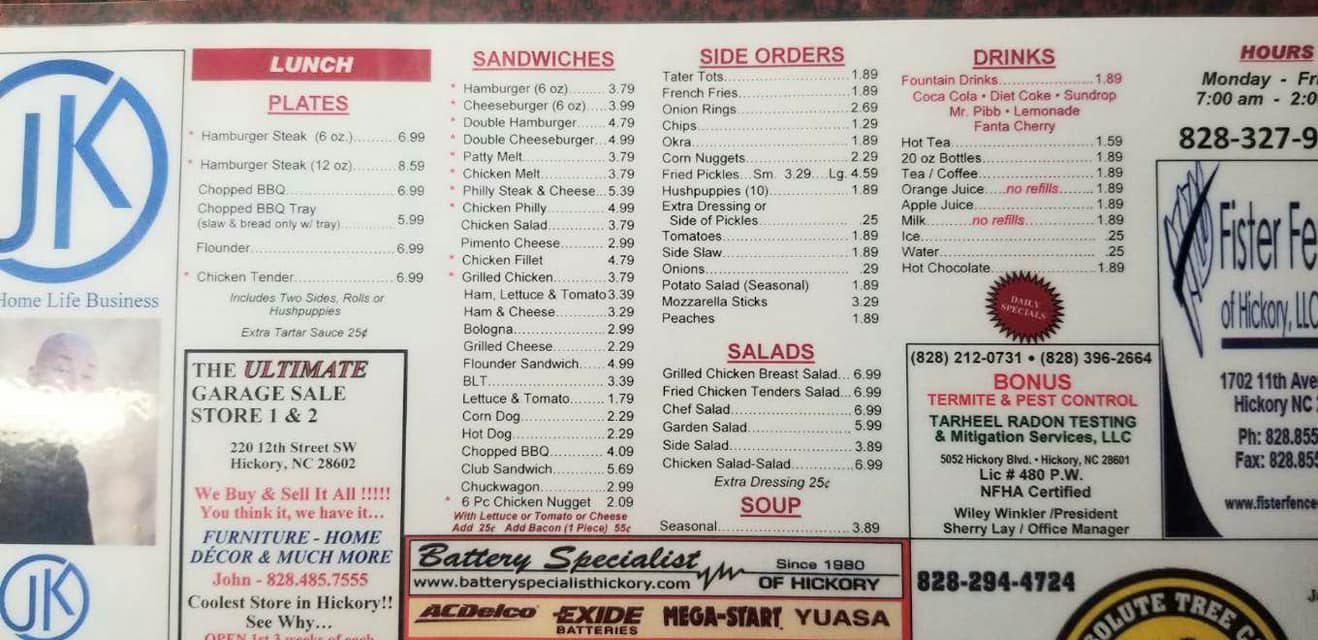 JK
Home Life Business
JK
LUNCH
PLATES
* Hamburger Steak (6 oz.)............6.99
* Hamburger Steak (12 oz)............8.59
Chopped BBQ............6.99
Chopped BBQ Tray
(slaw & bread only w/ tray)............5.99
Flounder............6.99
* Chicken Tender............6.99
Includes Two Sides, Rolls or
Hushpuppies
Extra Tartar Sauce 25¢
THE ULTIMATE
GARAGE SALE
STORE 1 & 2
220 12th Street SW
Hickory, NC 28602
We Buy & Sell It All !!!!!
You think it, we have it...
FURNITURE - HOME
DÉCOR & MUCH MORE
John - 828.485.7555
Coolest Store in Hickory!!
See Why...
OPEN 1st 3 weeks of each
SANDWICHES
* Hamburger (6 oz)............3.79
* Cheeseburger (6 oz).....3.99
* Double Hamburger.......4.79
* Double Cheeseburger...4.99
* Patty Melt............3.79
* Chicken Melt............3.79
* Philly Steak & Cheese...5.39
* Chicken Philly............4.99
Chicken Salad............3.79
Pimento Cheese............2.99
* Chicken Fillet 4.79
* Grilled Chicken............3.79
Ham, Lettuce & Tomato 3.39
Ham & Cheese............3.29
Bologna............2.99
Grilled Cheese............2.29
Flounder Sandwich.......4.99
BLT............3.39
Lettuce & Tomato.........1.79
Corn Dog............2.29
Hot Dog............2.29
Chopped BBQ............4.09
Club Sandwich............5.69
Chuckwagon............2.99
* 6 Pc Chicken Nugget 2.09
With Lettuce or Tomato or Cheese
Add 25¢ Add Bacon (1 Piece) 55¢
SIDE ORDERS
Tater Tots............1.89
French Fries............1.89
Onion Rings............2.69
Chips............1.29
Okra............1.89
Corn Nuggets............2.29
Fried Pickles....Sm. 3.29....Lg. 4.59
Hushpuppies (10)............1.89
Extra Dressing or
Side of Pickles............ .25
Tomatoes............1.89
Side Slaw............1.89
Onions............ .29
Potato Salad (Seasonal) 1.89
Mozzarella Sticks 3.29
Peaches 1.89
SALADS
Grilled Chicken Breast Salad... 6.99
Fried Chicken Tenders Salad... 6.99
Chef Salad............6.99
Garden Salad............5.99
Side Salad............3.89
Chicken Salad-Salad............6.99
Extra Dressing 25¢
SOUP
Seasonal............3.89
Battery Specialist
Since 1980
www.batteryspecialisthickory.com
OF HICKORY
ACDelco EXIDE BATTERIES MEGA-START YUASA
DRINKS
Fountain Drinks............1.89
Coca Cola • Diet Coke • Sundrop
Mr. Pibb • Lemonade
Fanta Cherry
Hot Tea............1.59
20 oz Bottles............1.89
Tea / Coffee............1.89
Orange Juice.....no refills........1.89
Apple Juice............1.89
Milk............no refills........1.89
Ice............ .25
Water............ .25
Hot Chocolate............1.89
DAILY
SPECIALS
(828) 212-0731 • (828) 396-2664
BONUS
TERMITE & PEST CONTROL
TARHEEL RADON TESTING
& Mitigation Services, LLC
5052 Hickory Blvd. • Hickory, NC 28601
Lic # 480 P.W.
NFHA Certified
Wiley Winkler /President
Sherry Lay / Office Manager
828-294-4724
OLUTE TREE
HOURS
Monday - Fri
7:00 am - 2:0
828-327-9
Fister Fe
of Hickory, LLC
1702 11th Ave
Hickory NC
Ph: 828.855
Fax: 828.855
www.fisterfence